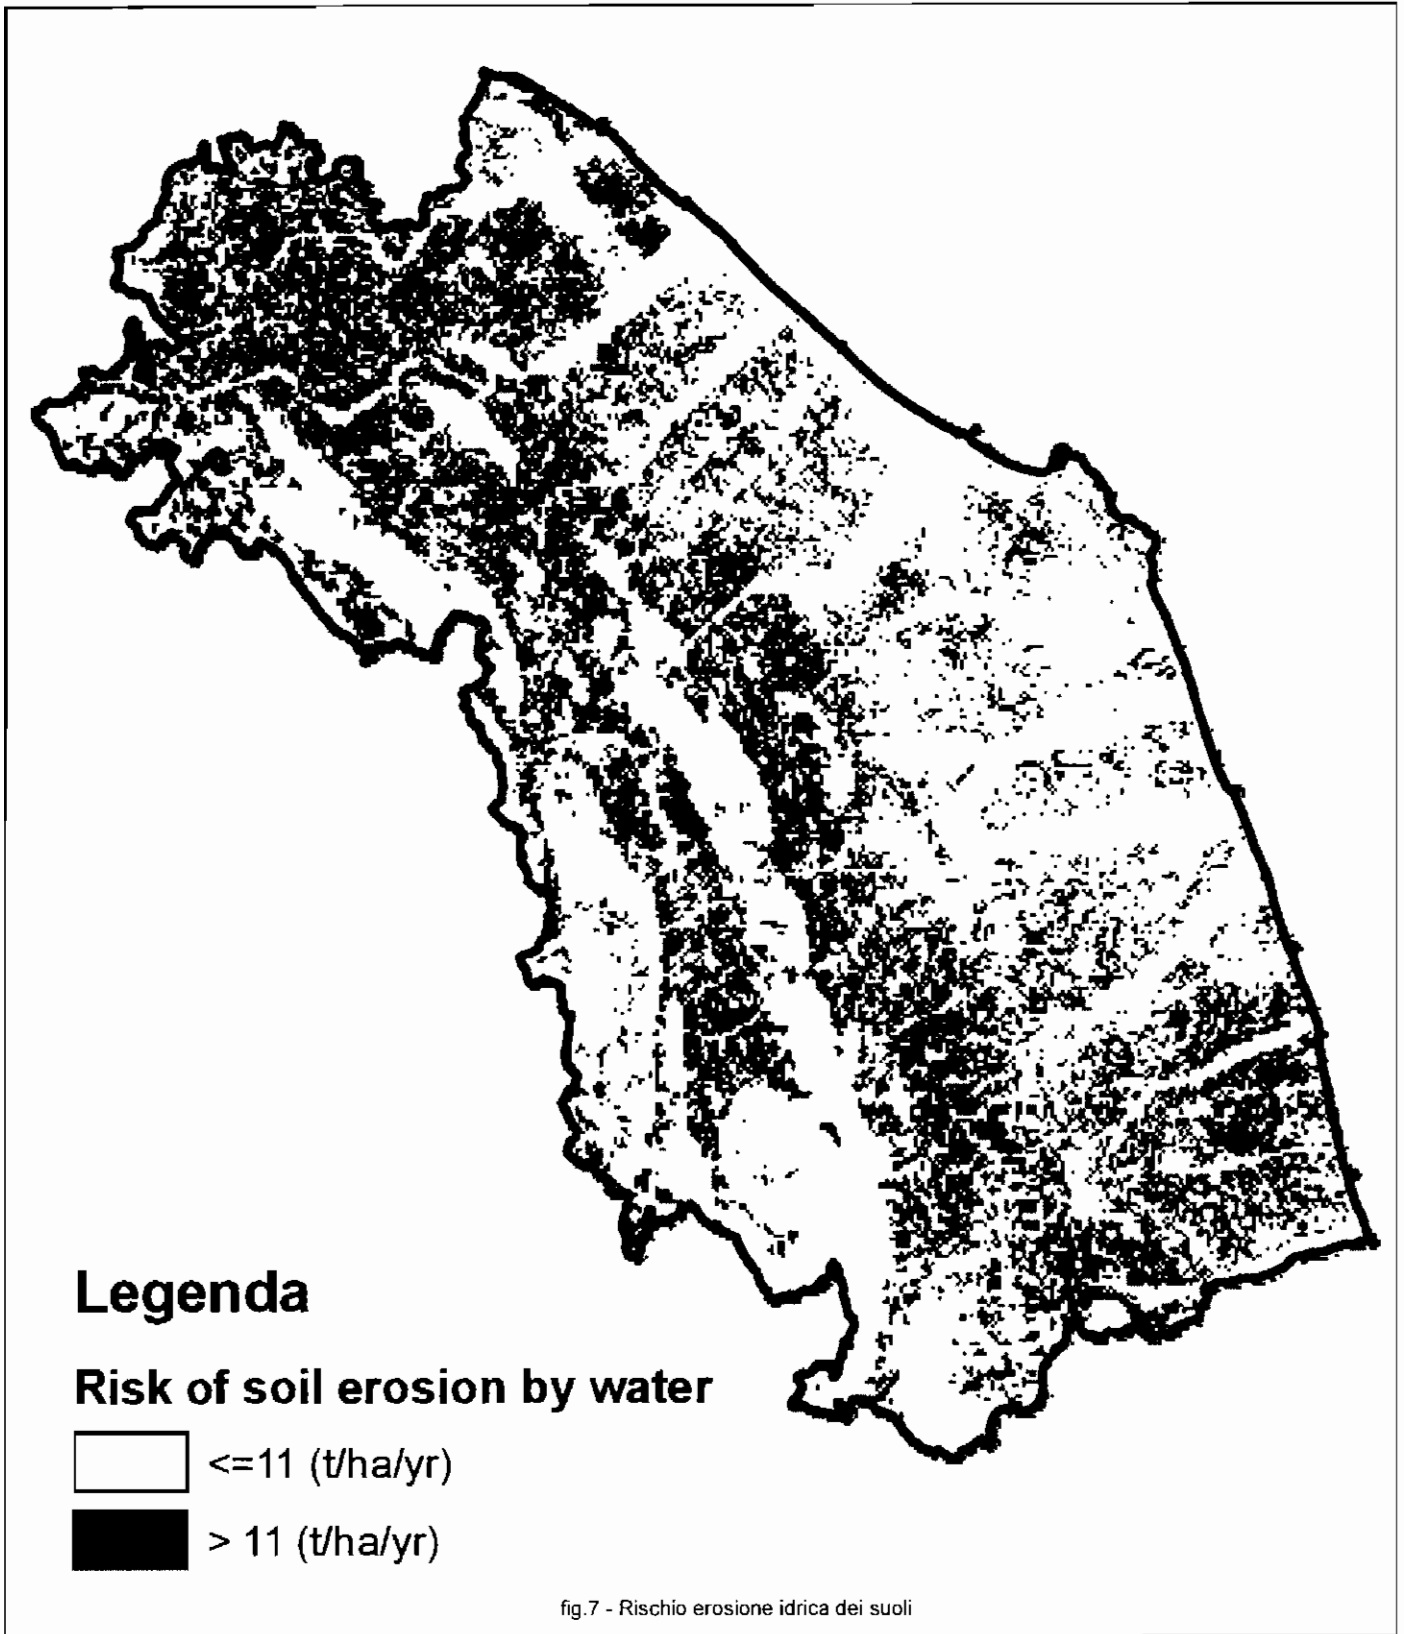 Legenda
Risk of soil erosion by water
<=11 (t/ha/yr)
> 11 (t/ha/yr)
fig.7 - Rischio erosione idrica dei suoli